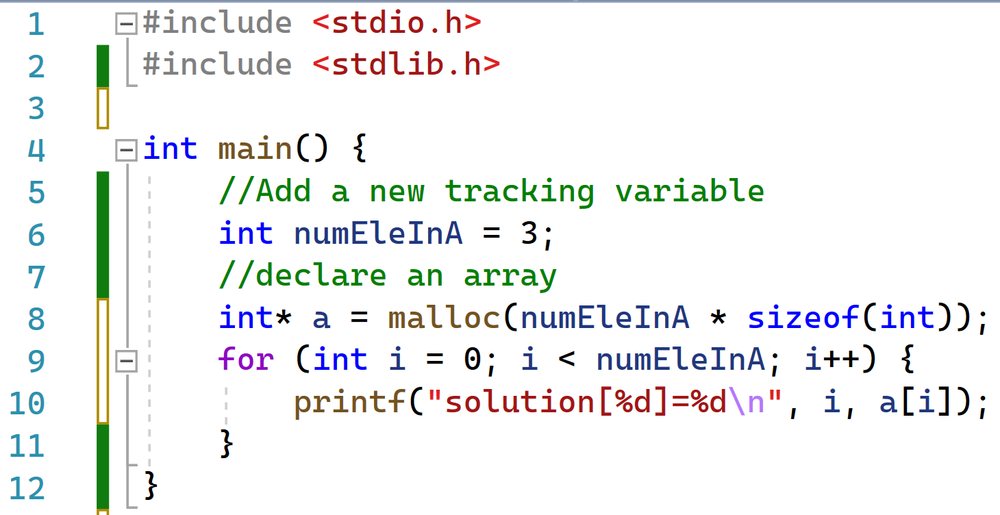 1 #include <stdio.h>
2 #include <stdlib.h>
3
4 int main() {
5 //Add a new tracking variable
6 int numEleInA = 3;
7 //declare an array
8 int* a = malloc(numEleInA * sizeof(int));
9 for (int i = 0; i < numEleInA; i++) {
10 printf("solution[%d]=%d\n", i, a[i]);
11 }
12 }